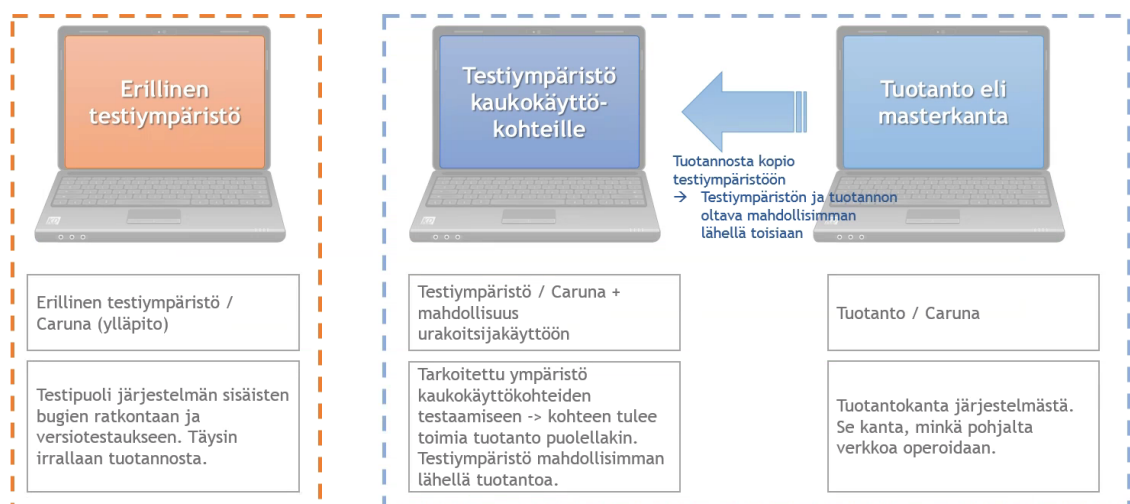 Erillinen
testiympäristö
Testiympäristö
kaukokäyttö-
kohteille
Tuotanto eli
masterkanta
Tuotannosta kopio
testiympäristöön
→ Testiympäristön ja tuotannon
oltava mahdollisimman
lähellä toisiaan
Erillinen testiympäristö /
Caruna (ylläpito)
Testiympäristö / Caruna +
mahdollisuus
urakoitsijakäyttöön
Tuotanto / Caruna
Testipuoli järjestelmän sisäisten
bugien ratkontaan ja
versiotestaukseen. Täysin
irrallaan tuotannosta.
Tarkoitettu ympäristö
kaukokäyttökohteiden
testaamiseen -> kohteen tulee
toimia tuotanto puolellakin.
Testiympäristö mahdollisimman
lähellä tuotantoa.
Tuotantokanta järjestelmästä.
Se kanta, minkä pohjalta
verkkoa operoidaan.